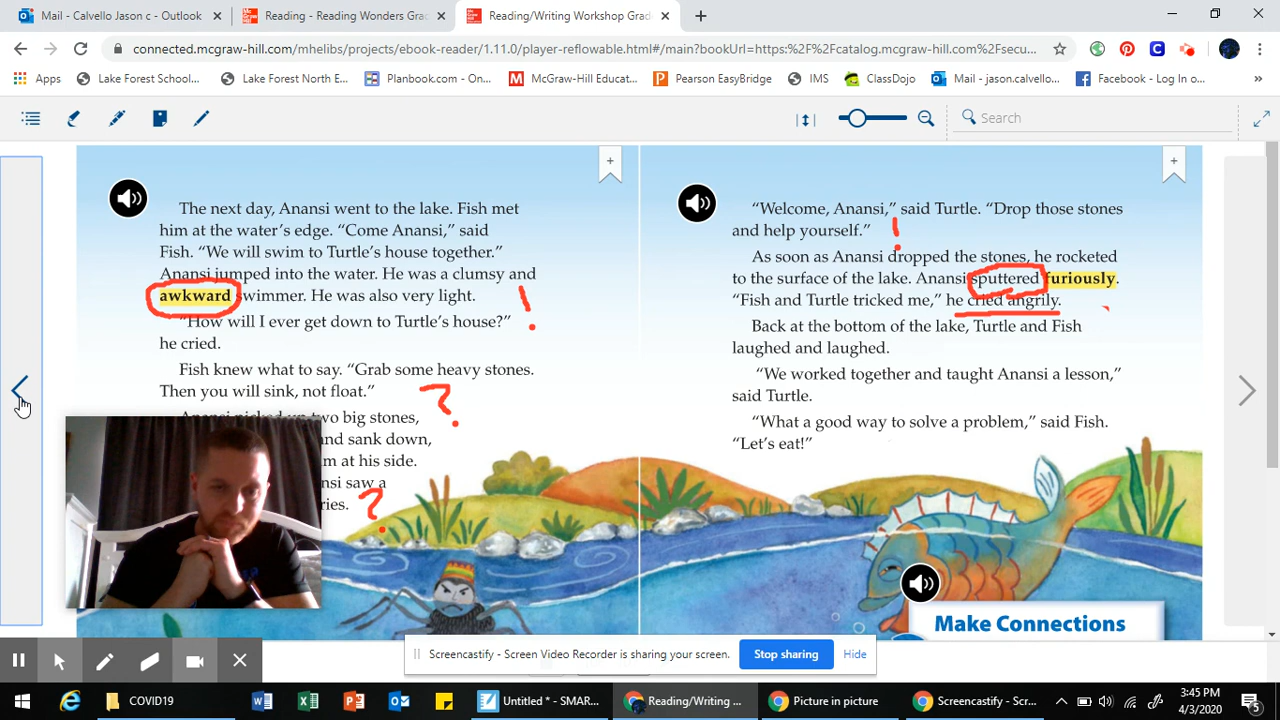 Mail - Calvello Jason c - Outlook
Reading - Reading Wonders Grad
Reading/Writing Workshop Grad
connected.mcgraw-hill.com/mhelibs/projects/ebook-reader/1.11.0/player-reflowable.html#/main?bookUrl=https:%2F%2Fcatalog.mcgraw-hill.com%2Fsecu...
Apps
Lake Forest School...
Lake Forest North E...
Planbook.com - On...
McGraw-Hill Educat...
Pearson EasyBridge
IMS
ClassDojo
Mail - jason.calvello...
Facebook - Log In o...
»
Search
The next day, Anansi went to the lake. Fish met
him at the water's edge. “Come Anansi,” said
Fish. “We will swim to Turtle's house together.”
Anansi jumped into the water. He was a clumsy and
awkward swimmer. He was also very light.
“How will I ever get down to Turtle's house?”
he cried.
Fish knew what to say. “Grab some heavy stones.
Then you will sink, not float.”
Anansi picked up two big stones,
and sank down,
m at his side.
nsi saw a
ries.
!
?
?
“Welcome, Anansi,” said Turtle. “Drop those stones
and help yourself.”
!
As soon as Anansi dropped the stones, he rocketed
to the surface of the lake. Anansi sputtered furiously.
“Fish and Turtle tricked me,” he cried angrily.
Back at the bottom of the lake, Turtle and Fish
laughed and laughed.
“We worked together and taught Anansi a lesson,”
said Turtle.
“What a good way to solve a problem,” said Fish.
“Let's eat!”
Make Connections
Screencastify - Screen Video Recorder is sharing your screen.
Stop sharing
Hide
COVID19
Untitled * - SMAR...
Reading/Writing ...
Picture in picture
Screencastify - Scr...
3:45 PM
4/3/2020
5